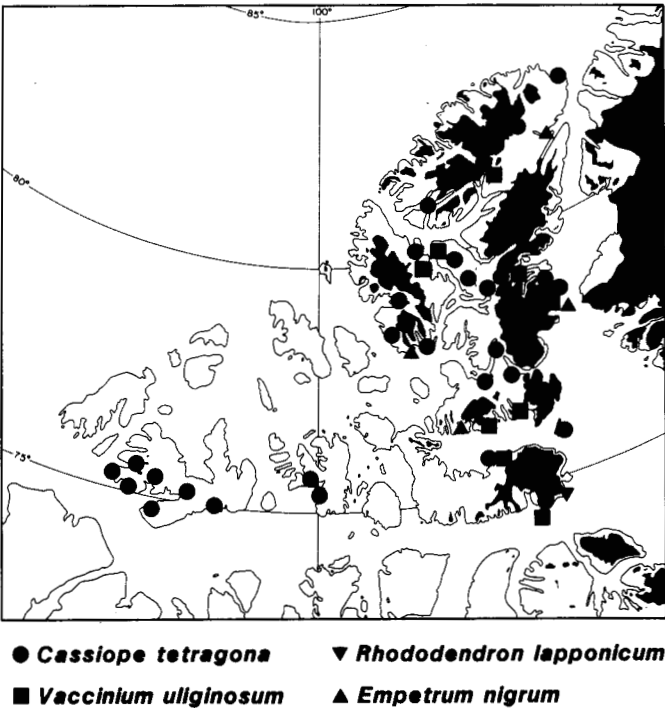 85° 100°
80°
75°
● Cassiope tetragona ▼ Rhododendron lapponicum
■ Vaccinium uliginosum ▲ Empetrum nigrum